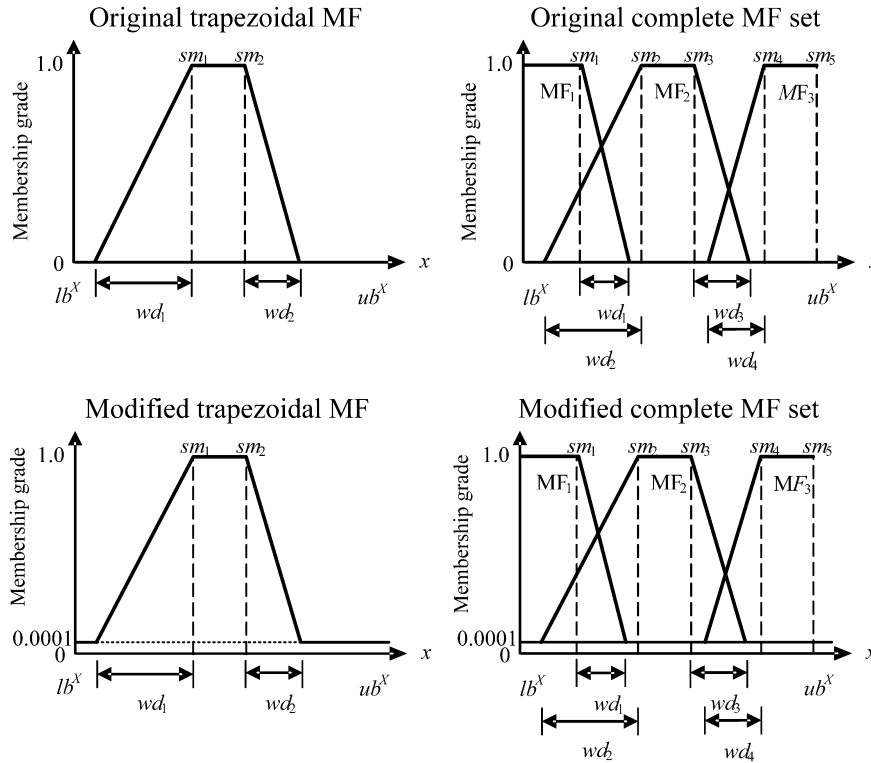 Original trapezoidal MF
sm1 sm2
1.0
Membership grade
0
x
lb^X
wd1
wd2
ub^X
Original complete MF set
sm1 sm2 sm3 sm4 sm5
1.0
MF1 MF2 MF3
Membership grade
0
lb^X
wd1
wd3
ub^X
wd2
wd4
Modified trapezoidal MF
sm1 sm2
1.0
Membership grade
0.0001
0
x
lb^X
wd1
wd2
ub^X
Modified complete MF set
sm1 sm2 sm3 sm4 sm5
1.0
MF1 MF2 MF3
Membership grade
0.0001
0
lb^X
wd1
wd3
ub^X
wd2
wd4